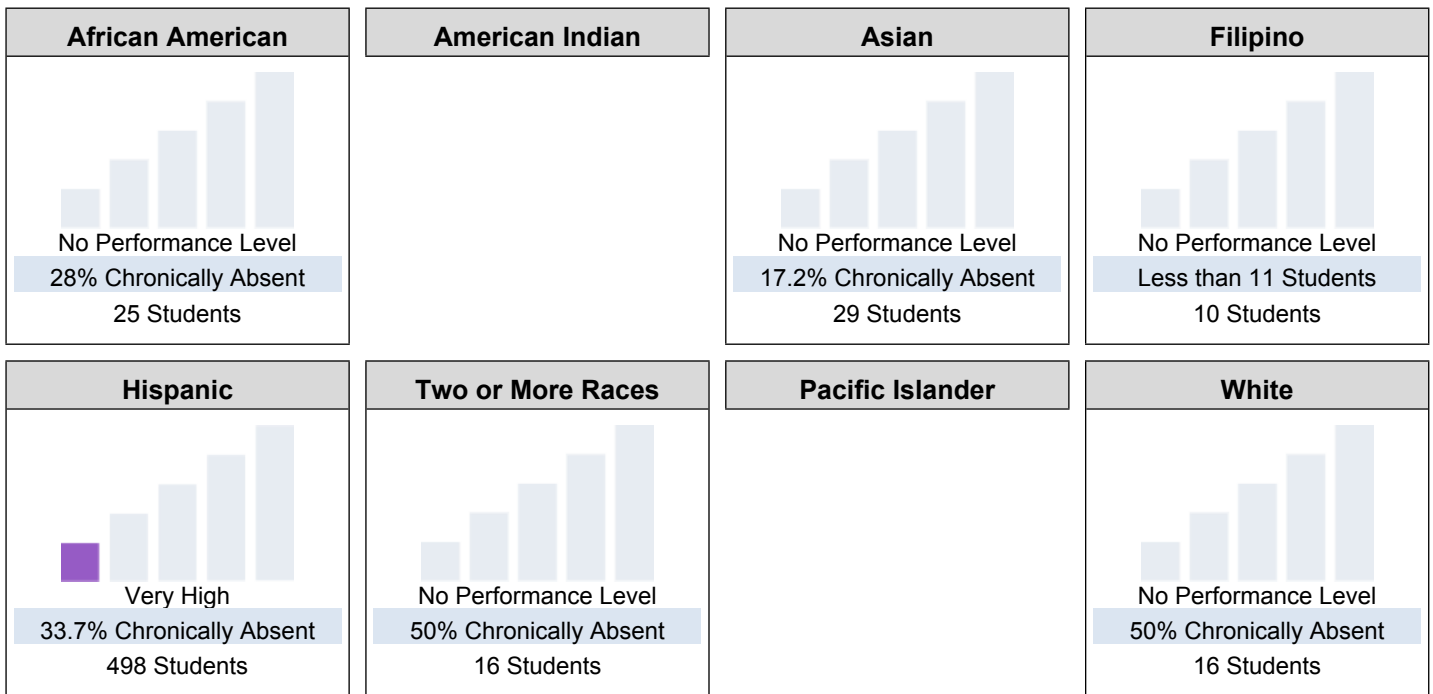 African American
American Indian
Asian
Filipino
No Performance Level
28% Chronically Absent
25 Students
No Performance Level
17.2% Chronically Absent
29 Students
No Performance Level
Less than 11 Students
10 Students
Hispanic
Two or More Races
Pacific Islander
White
Very High
33.7% Chronically Absent
498 Students
No Performance Level
50% Chronically Absent
16 Students
No Performance Level
50% Chronically Absent
16 Students